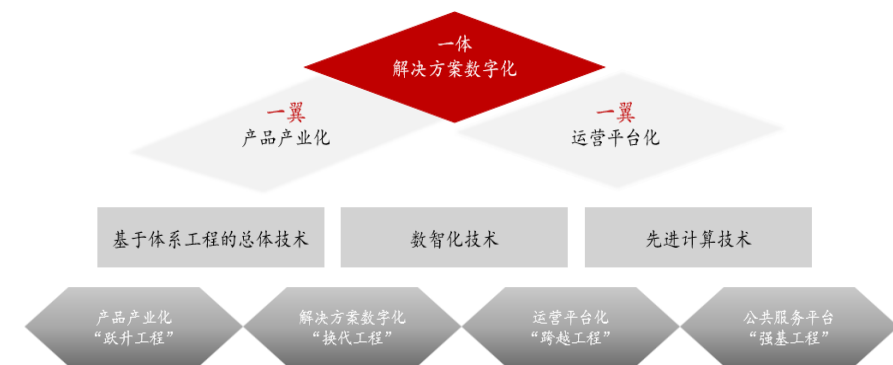 一体
解决方案数字化
一翼
产品产业化
一翼
运营平台化
基于体系工程的总体技术
数智化技术
先进计算技术
产品产业化
“跃升工程”
解决方案数字化
“换代工程”
运营平台化
“跨越工程”
公共服务平台
“强基工程”